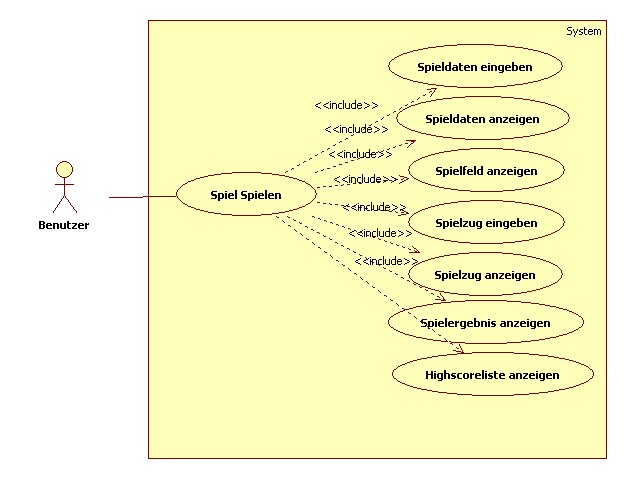 System
Spieldaten eingeben
<<include>>
Spieldaten anzeigen
<<include>>
<<include>>
Spielfeld anzeigen
<<include>>
Spiel Spielen
<<include>>
Benutzer
Spielzug eingeben
<<include>>
<<include>>
Spielzug anzeigen
Spielergebnis anzeigen
Highscoreliste anzeigen